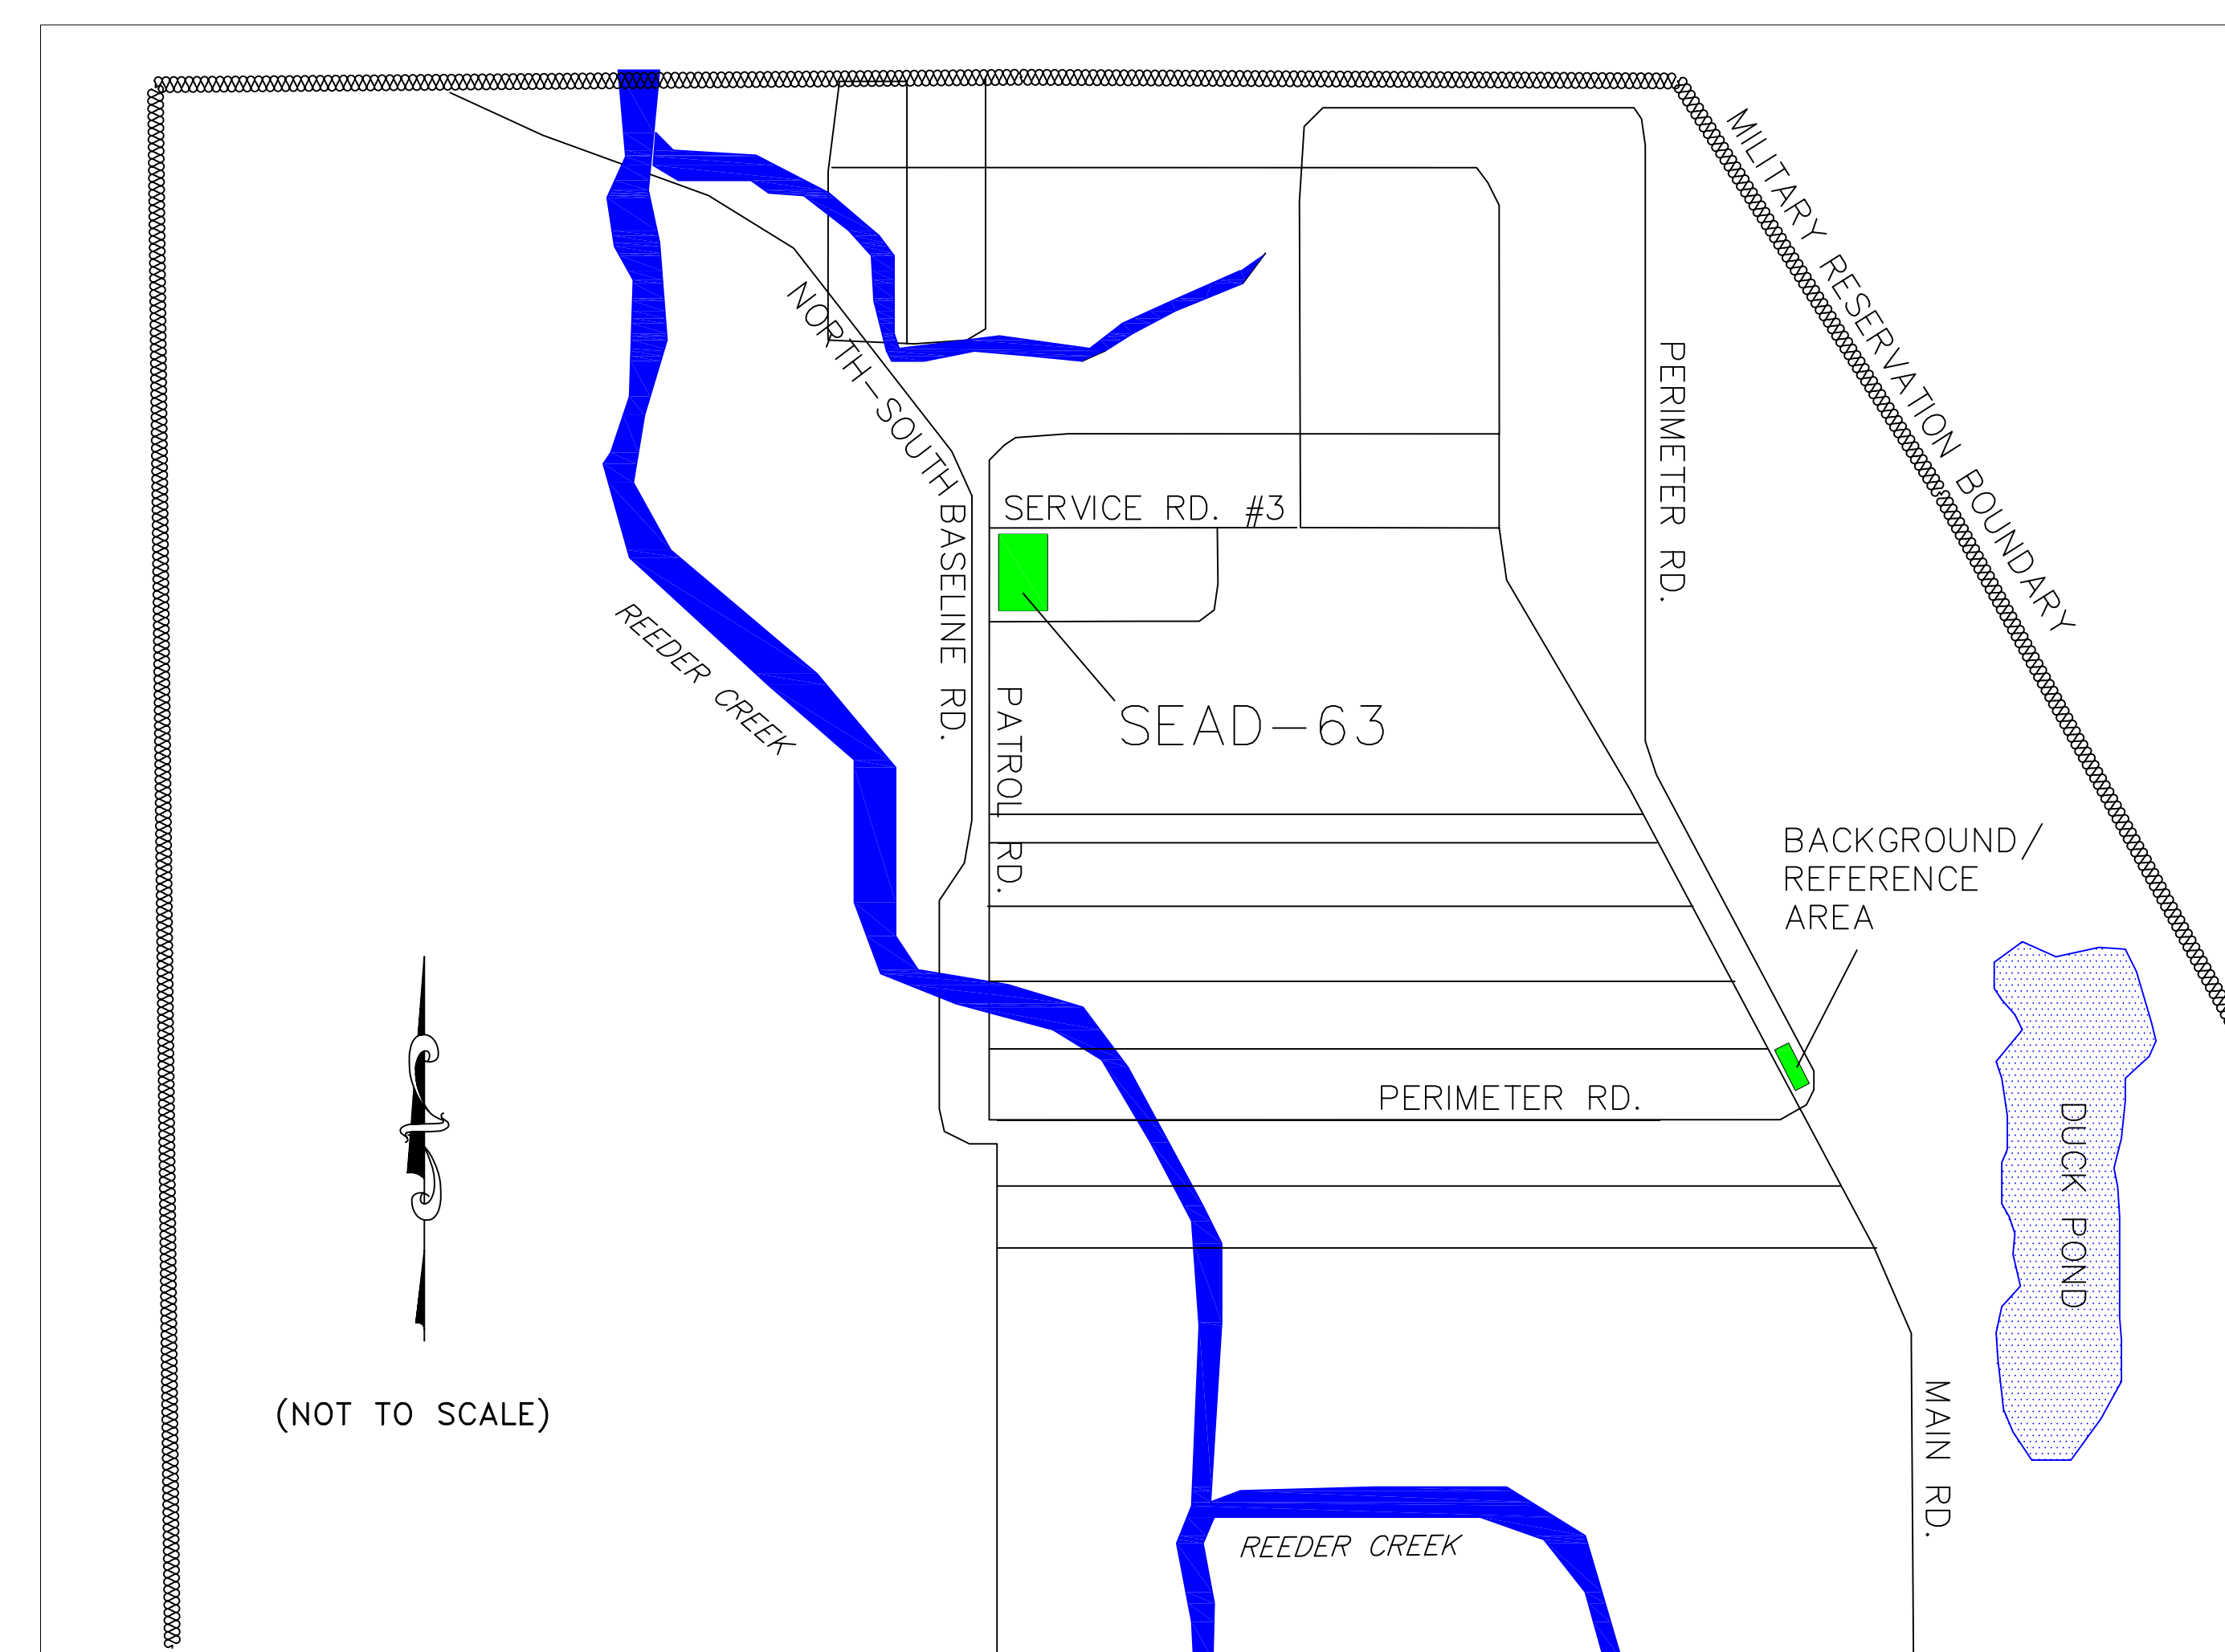 MILITARY RESERVATION BOUNDARY
NORTH-SOUTH BASELINE RD.
PERIMETER RD.
SERVICE RD. #3
REEDER CREEK
PATROL RD.
SEAD-63
BACKGROUND/
REFERENCE
AREA
PERIMETER RD.
DUCK POND
(NOT TO SCALE)
MAIN RD.
REEDER CREEK